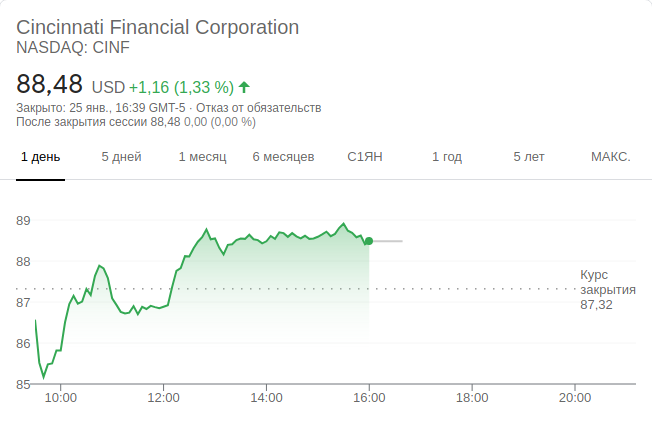 Cincinnati Financial Corporation
NASDAQ: CINF
88,48 USD +1,16 (1,33 %)
Закрыто: 25 янв., 16:39 GMT-5 · Отказ от обязательств
После закрытия сессии 88,48 0,00 (0,00 %)
1 день 5 дней 1 месяц 6 месяцев С1ЯН 1 год 5 лет МАКС.
89
88
87
86
85
Курс
закрытия
87,32
10:00 12:00 14:00 16:00 18:00 20:00